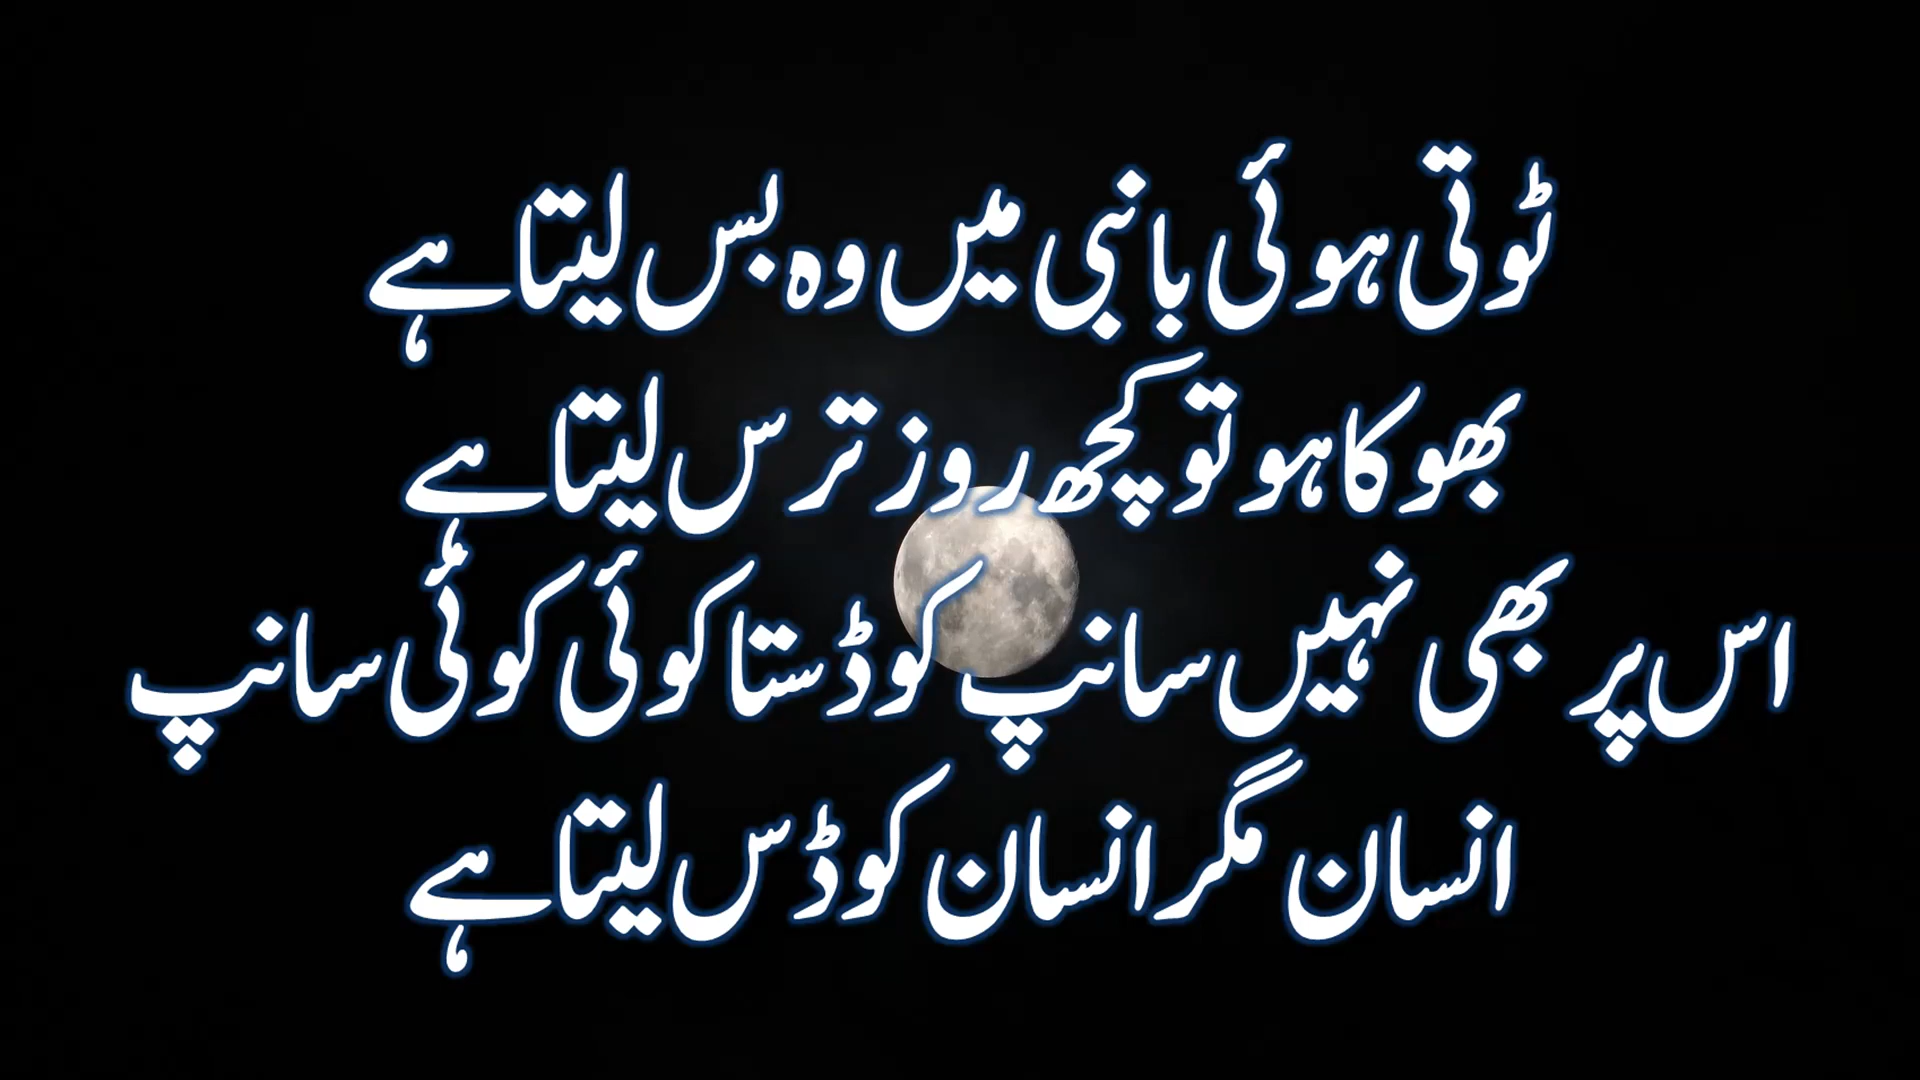 ٹوتی ہوئی بانبی میں وہ بس لیتا ہے
بھوکا ہو تو کچھ روز ترس لیتا ہے
اس پر بھی نہیں سانپ کو ڈستا کوئی کوئی سانپ
انسان مگر انسان کو ڈس لیتا ہے